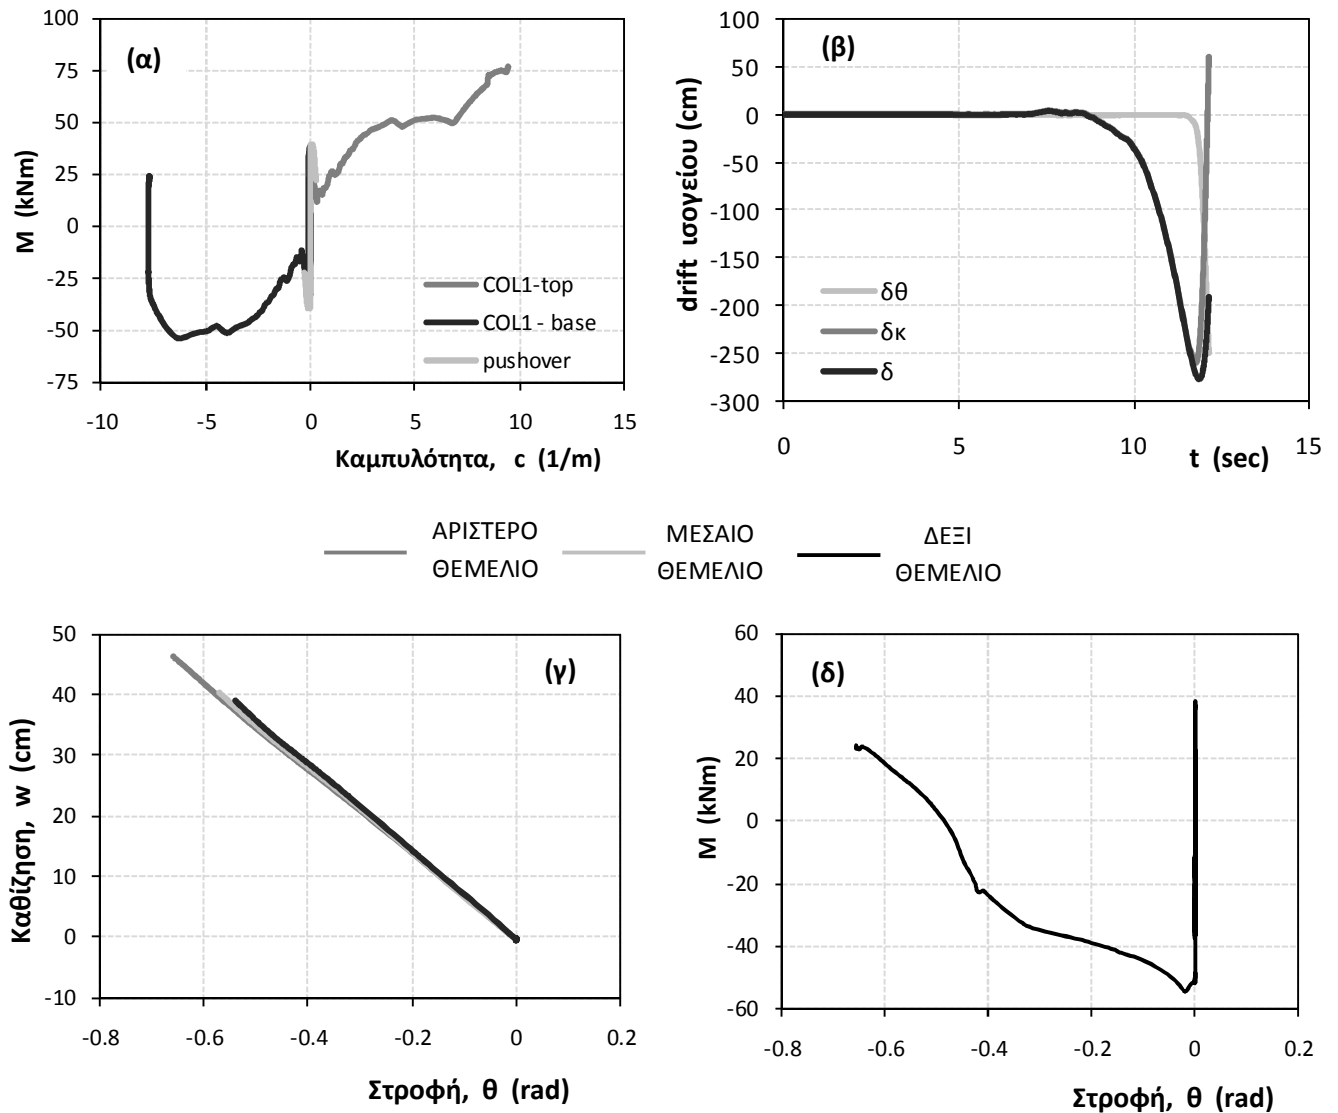 (α)
100
75
50
25
0
-25
-50
-75
-10
-5
0
5
10
15
M (kNm)
Καμπυλότητα, c (1/m)
COL1-top
COL1 - base
pushover
(β)
100
50
0
-50
-100
-150
-200
-250
-300
0
5
10
15
drift ισογείου (cm)
t (sec)
δθ
δκ
δ
ΑΡΙΣΤΕΡΟ ΘΕΜΕΛΙΟ
ΜΕΣΑΙΟ ΘΕΜΕΛΙΟ
ΔΕΞΙ ΘΕΜΕΛΙΟ
(γ)
50
40
30
20
10
0
-10
-0.8
-0.6
-0.4
-0.2
0
0.2
Καθίζηση, w (cm)
Στροφή, θ (rad)
(δ)
60
40
20
0
-20
-40
-60
-0.8
-0.6
-0.4
-0.2
0
0.2
M (kNm)
Στροφή, θ (rad)